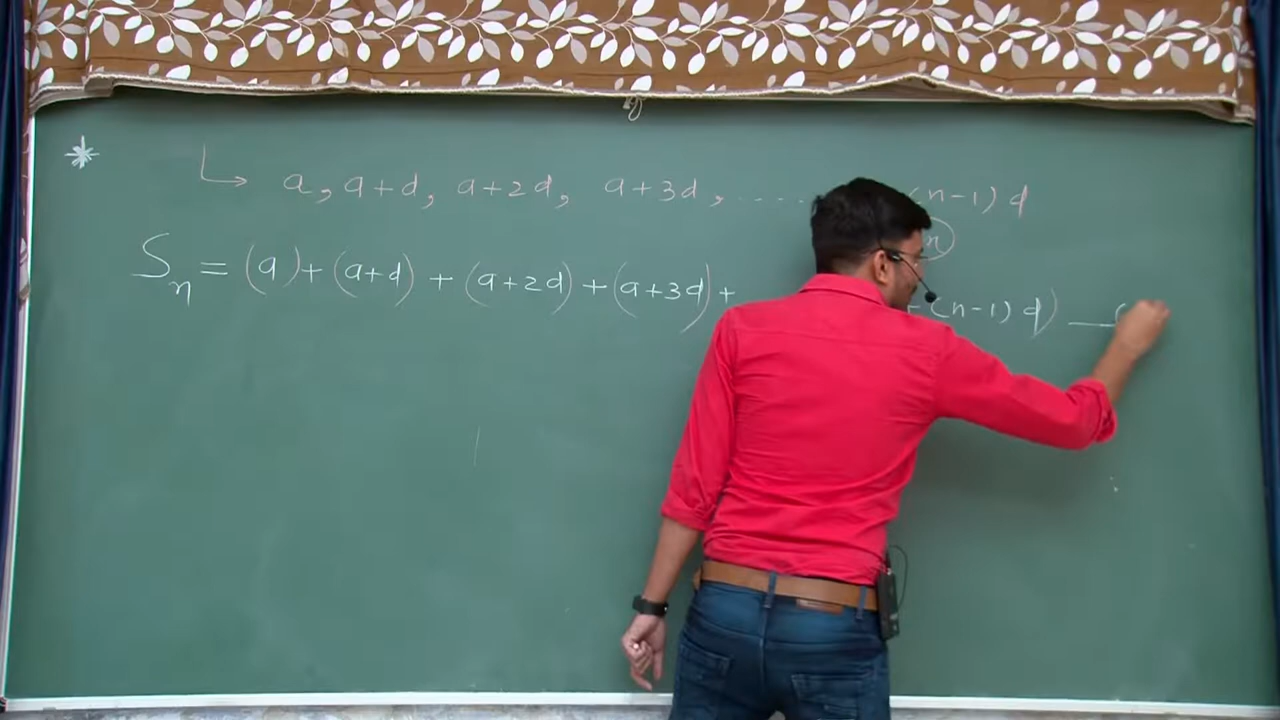 * ↳ a, a+d, a+2d, a+3d, ..... (n-1)d
n
Sn = (a)+(a+d)+(a+2d)+(a+3d)+ +(n-1)d) —